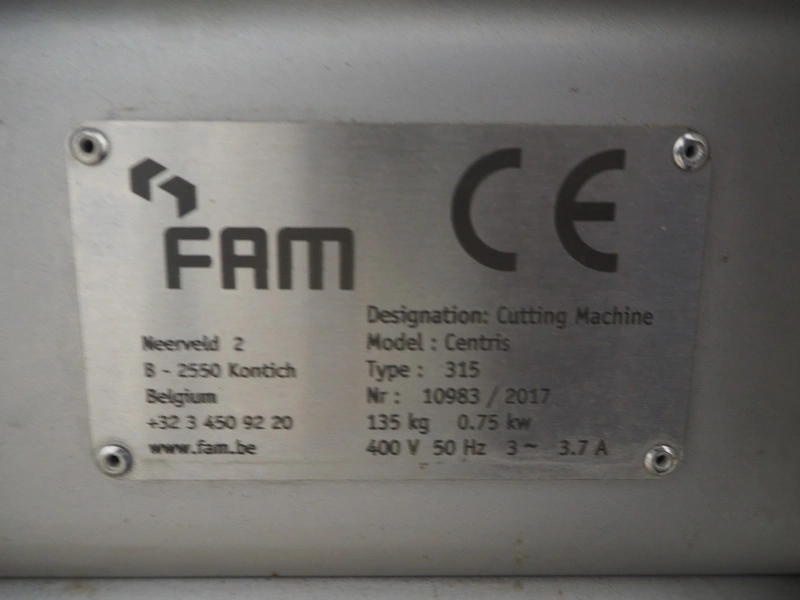 FAM
CE
Neerveld 2
B - 2550 Kontich
Belgium
+32 3 450 92 20
www.fam.be
Designation: Cutting Machine
Model : Centris
Type : 315
Nr : 10983 / 2017
135 kg 0.75 kw
400 V 50 Hz 3~ 3.7 A